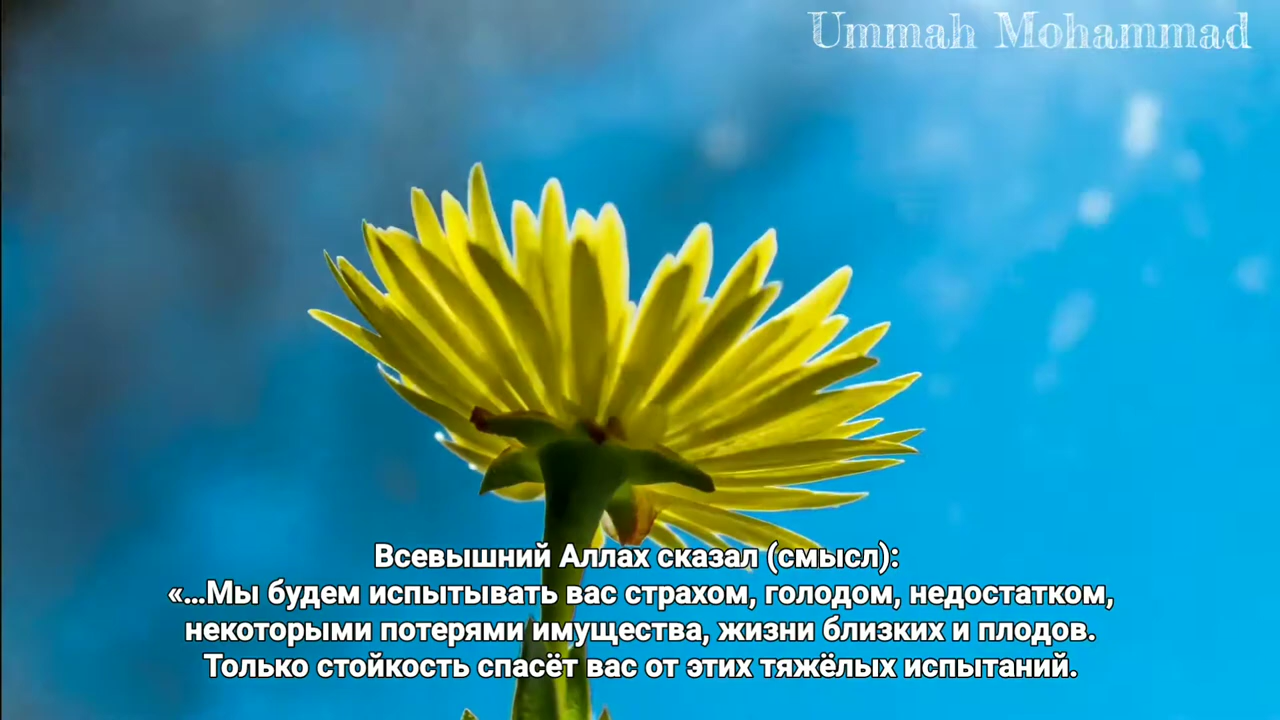 Ummah Mohammad
Всевышний Аллах сказал (смысл):
«...Мы будем испытывать вас страхом, голодом, недостатком,
некоторыми потерями имущества, жизни близких и плодов.
Только стойкость спасёт вас от этих тяжёлых испытаний.